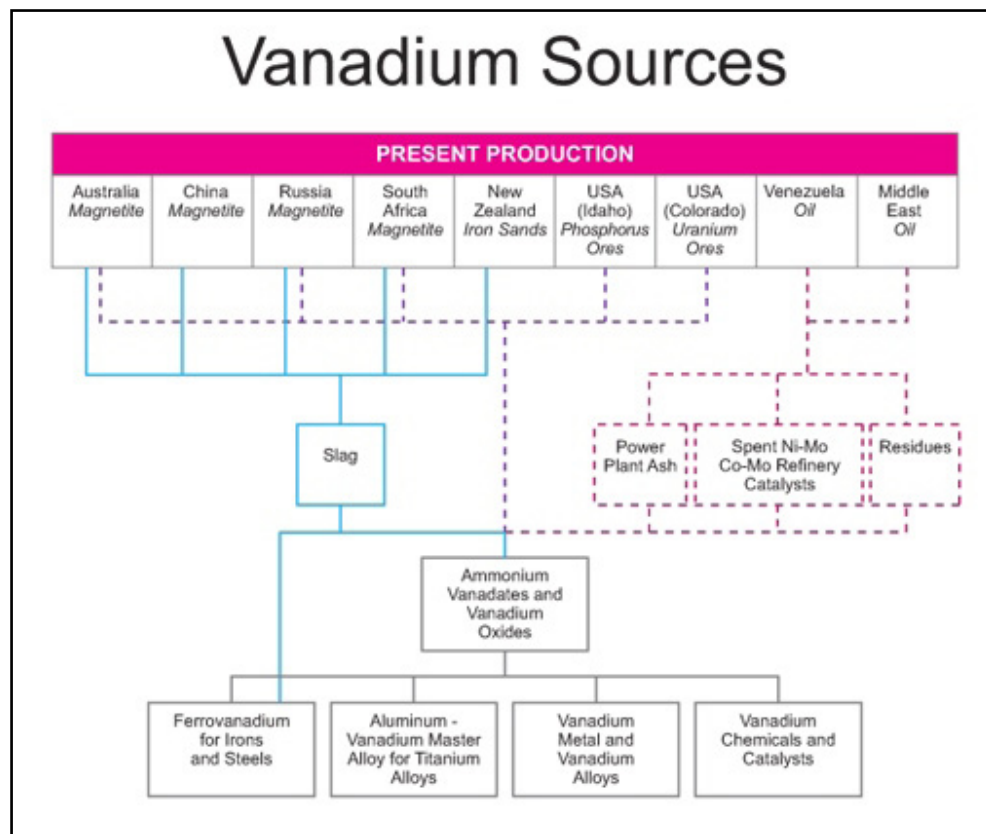 Vanadium Sources
PRESENT PRODUCTION
Australia
Magnetite
China
Magnetite
Russia
Magnetite
South
Africa
Magnetite
New
Zealand
Iron Sands
USA
(Idaho)
Phosphorus
Ores
USA
(Colorado)
Uranium
Ores
Venezuela
Oil
Middle
East
Oil
Slag
Power
Plant Ash
Spent Ni-Mo
Co-Mo Refinery
Catalysts
Residues
Ammonium
Vanadates and
Vanadium
Oxides
Ferrovanadium
for Irons
and Steels
Aluminum -
Vanadium Master
Alloy for Titanium
Alloys
Vanadium
Metal and
Vanadium
Alloys
Vanadium
Chemicals and
Catalysts